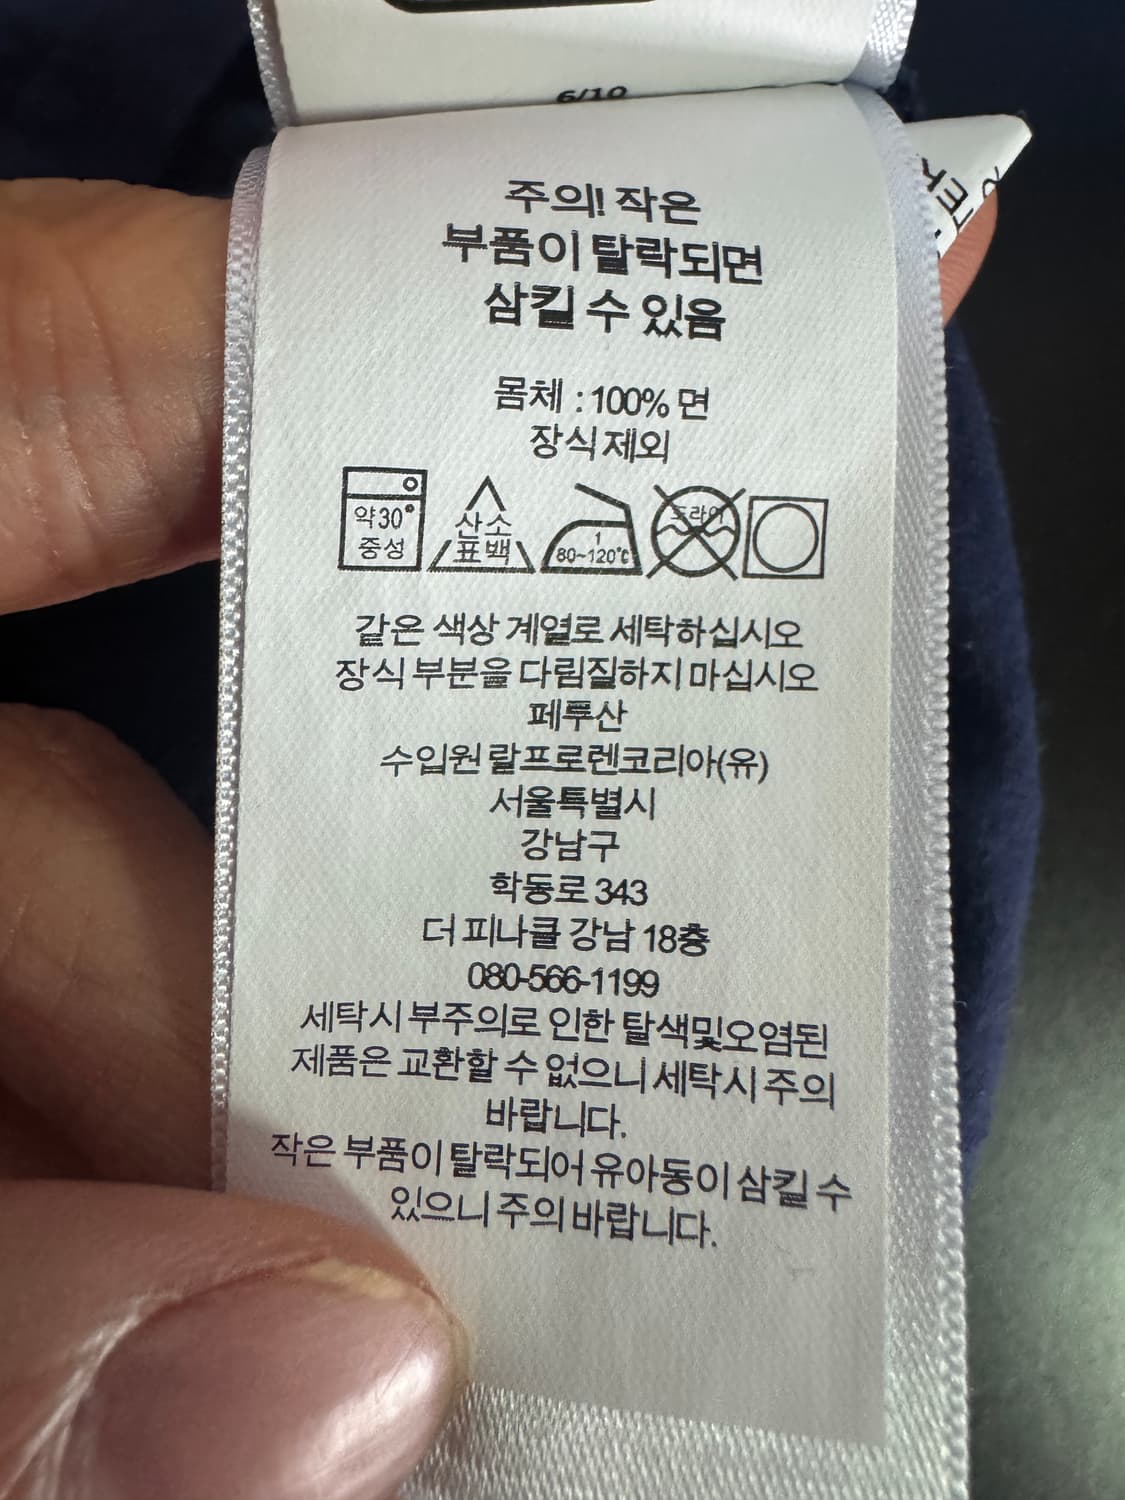 6/10
주의! 작은
부품이 탈락되면
삼킬 수 있음
몸체 : 100% 면
장식 제외
약30°
중성
산소
표백
1
80~120℃
드라이
같은 색상 계열로 세탁하십시오
장식 부분을 다림질하지 마십시오
페루산
수입원 랄프로렌코리아(유)
서울특별시
강남구
학동로 343
더 피나클 강남 18층
080-566-1199
세탁시 부주의로 인한 탈색및오염된
제품은 교환할 수 없으니 세탁시 주의
바랍니다.
작은 부품이 탈락되어 유아동이 삼킬 수
있으니 주의 바랍니다.